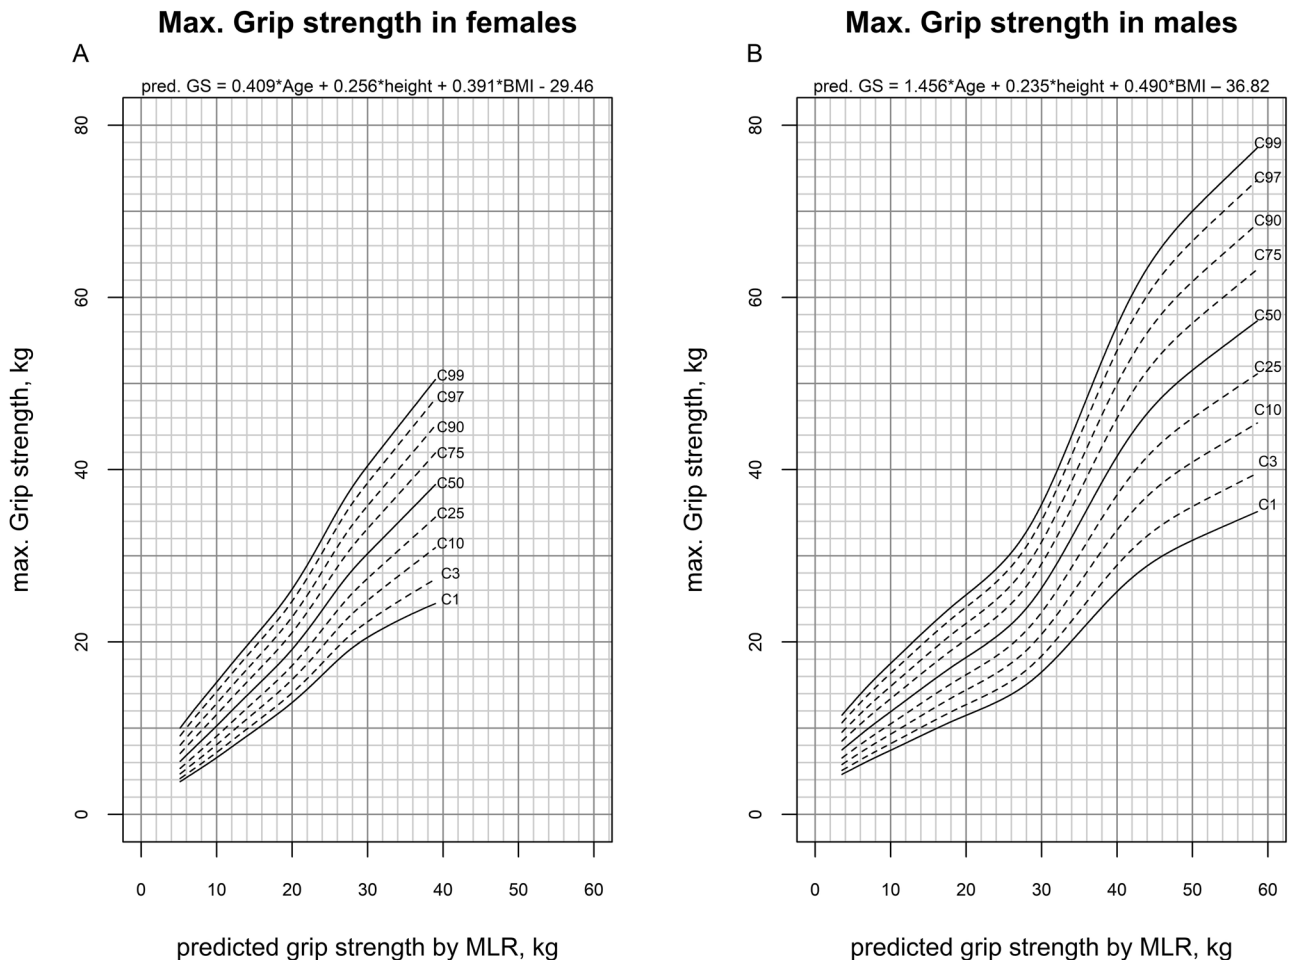 Max. Grip strength in females
A
pred. GS = 0.409*Age + 0.256*height + 0.391*BMI - 29.46
80
60
40
20
0
max. Grip strength, kg
C99
C97
C90
C75
C50
C25
C10
C3
C1
0 10 20 30 40 50 60
predicted grip strength by MLR, kg
Max. Grip strength in males
B
pred. GS = 1.456*Age + 0.235*height + 0.490*BMI – 36.82
80
60
40
20
0
max. Grip strength, kg
C99
C97
C90
C75
C50
C25
C10
C3
C1
0 10 20 30 40 50 60
predicted grip strength by MLR, kg